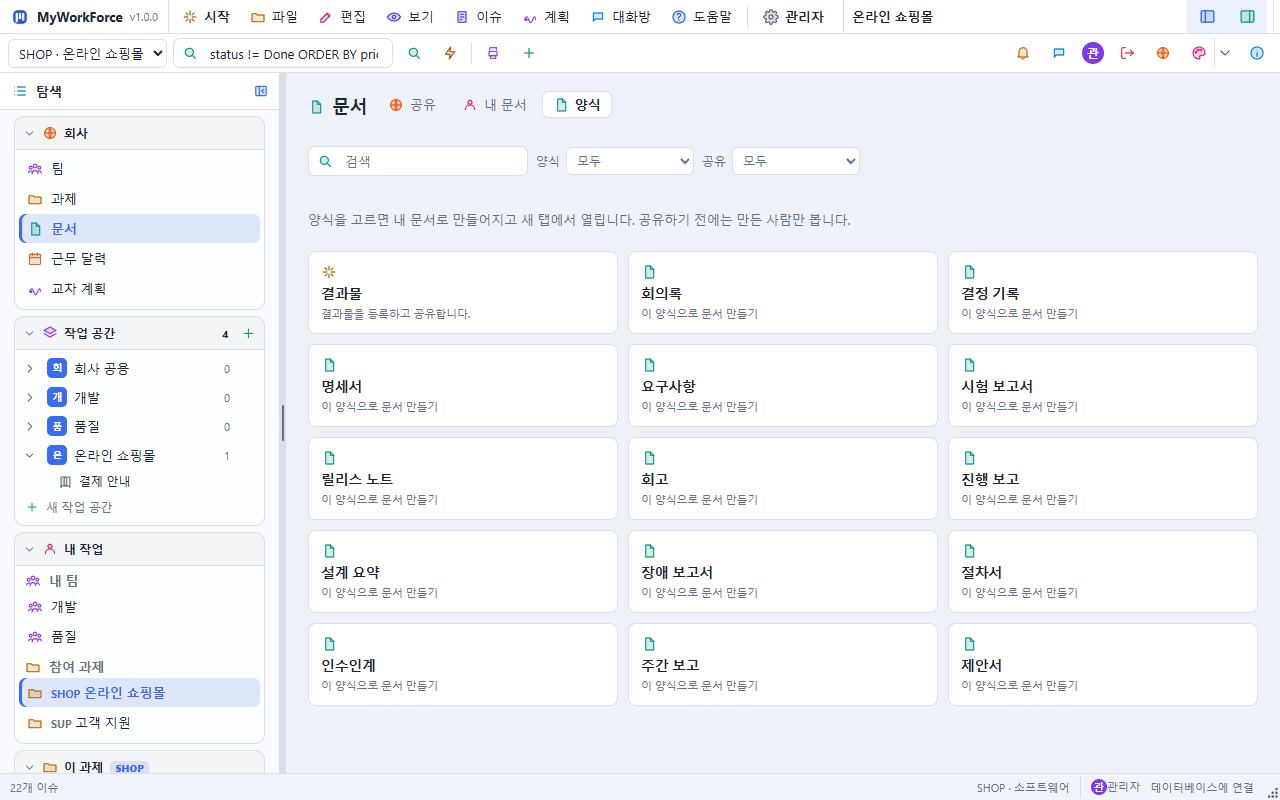 MyWorkForce v1.0.0 시작 파일 편집 보기 이슈 계획 대화방 도움말 관리자 온라인 쇼핑몰
SHOP · 온라인 쇼핑몰 status != Done ORDER BY 관
탐색
회사
팀
과제
문서
근무 달력
교차 계획
작업 공간 4
회 회사 공용 0
개 개발 0
품 품질 0
온 온라인 쇼핑몰 1
결제 안내
새 작업 공간
내 작업
내 팀
개발
품질
참여 과제
SHOP 온라인 쇼핑몰
SUP 고객 지원
이 과제 SHOP
문서 공유 내 문서 양식
검색 양식 모두 공유 모두
양식을 고르면 내 문서로 만들어지고 새 탭에서 열립니다. 공유하기 전에는 만든 사람만 봅니다.
결과물
결과물을 등록하고 공유합니다.
회의록
이 양식으로 문서 만들기
결정 기록
이 양식으로 문서 만들기
명세서
이 양식으로 문서 만들기
요구사항
이 양식으로 문서 만들기
시험 보고서
이 양식으로 문서 만들기
릴리스 노트
이 양식으로 문서 만들기
회고
이 양식으로 문서 만들기
진행 보고
이 양식으로 문서 만들기
설계 요약
이 양식으로 문서 만들기
장애 보고서
이 양식으로 문서 만들기
절차서
이 양식으로 문서 만들기
인수인계
이 양식으로 문서 만들기
주간 보고
이 양식으로 문서 만들기
제안서
이 양식으로 문서 만들기
22개 이슈 SHOP · 소프트웨어 관 관리자 데이터베이스에 연결